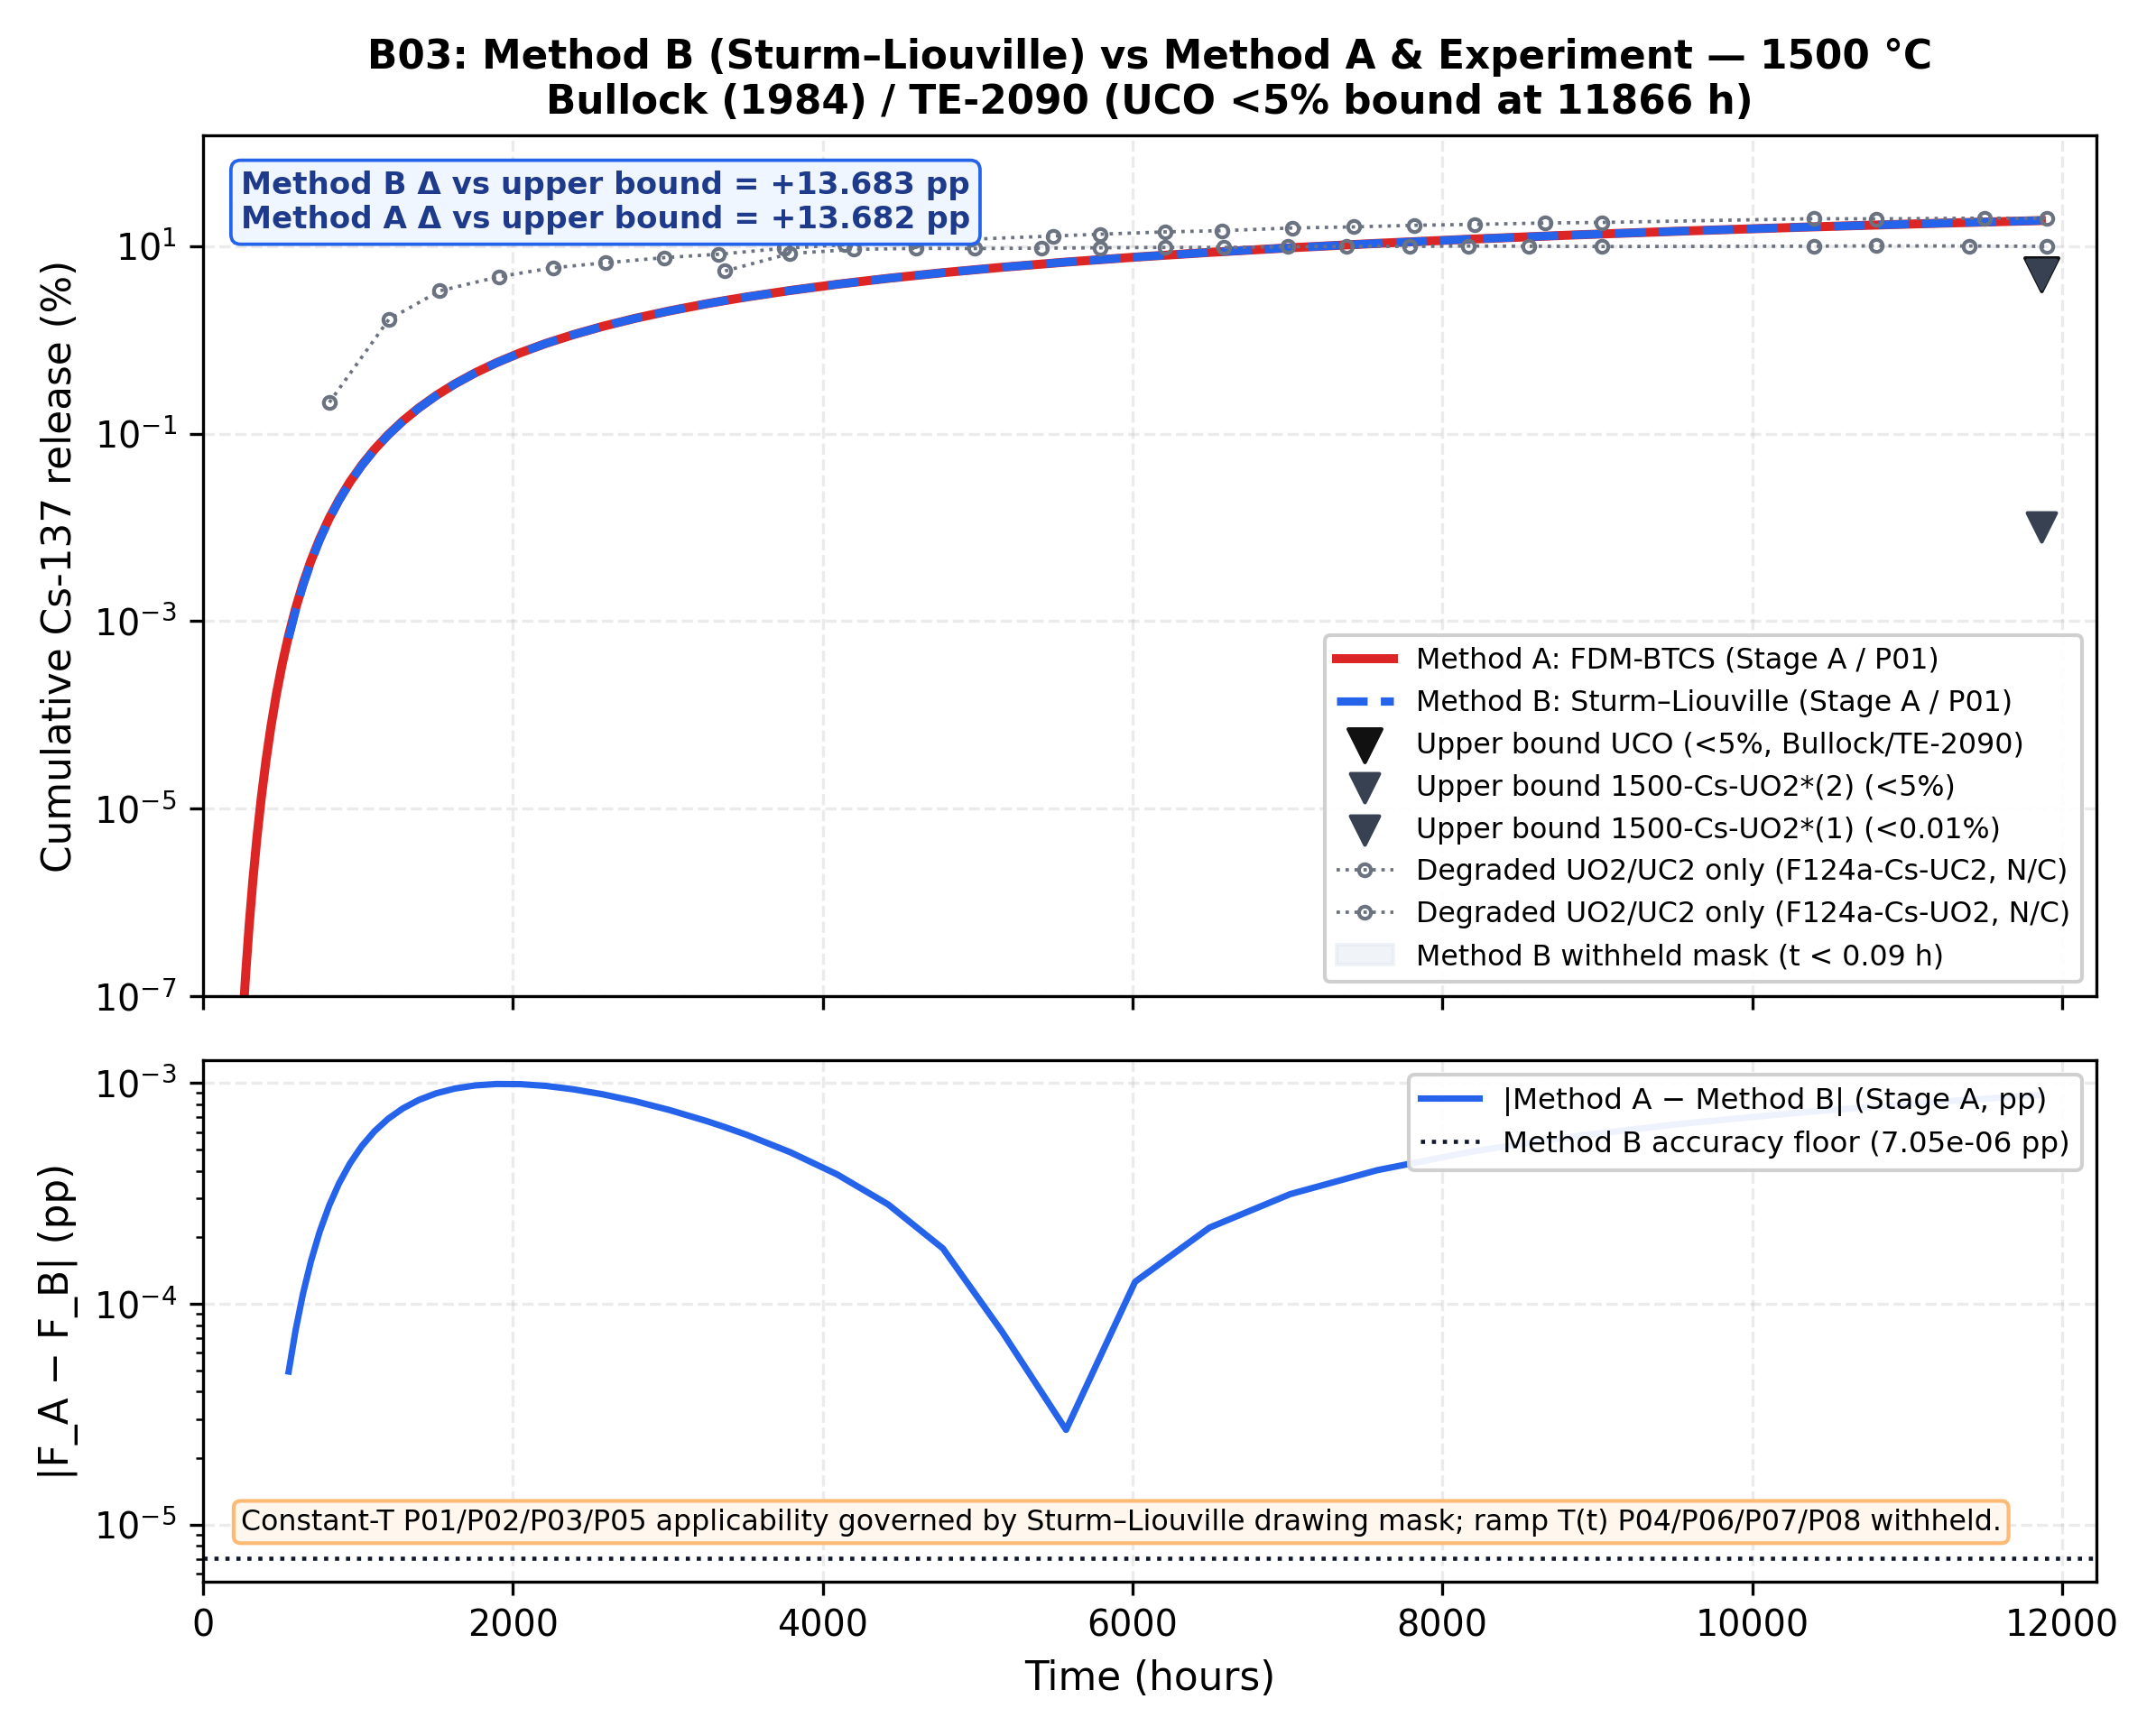 B03: Method B (Sturm–Liouville) vs Method A & Experiment — 1500 °C
Bullock (1984) / TE-2090 (UCO <5% bound at 11866 h)
Method B Δ vs upper bound = +13.683 pp
Method A Δ vs upper bound = +13.682 pp
Cumulative Cs-137 release (%)
10¹
10⁻¹
10⁻³
10⁻⁵
10⁻⁷
Method A: FDM-BTCS (Stage A / P01)
Method B: Sturm–Liouville (Stage A / P01)
Upper bound UCO (<5%, Bullock/TE-2090)
Upper bound 1500-Cs-UO2*(2) (<5%)
Upper bound 1500-Cs-UO2*(1) (<0.01%)
Degraded UO2/UC2 only (F124a-Cs-UC2, N/C)
Degraded UO2/UC2 only (F124a-Cs-UO2, N/C)
Method B withheld mask (t < 0.09 h)
|F_A − F_B| (pp)
10⁻³
10⁻⁴
10⁻�5
|Method A − Method B| (Stage A, pp)
Method B accuracy floor (7.05e-06 pp)
Constant-T P01/P02/P03/P05 applicability governed by Sturm–Liouville drawing mask; ramp T(t) P04/P06/P07/P08 withheld.
0 2000 4000 6000 8000 10000 12000
Time (hours)